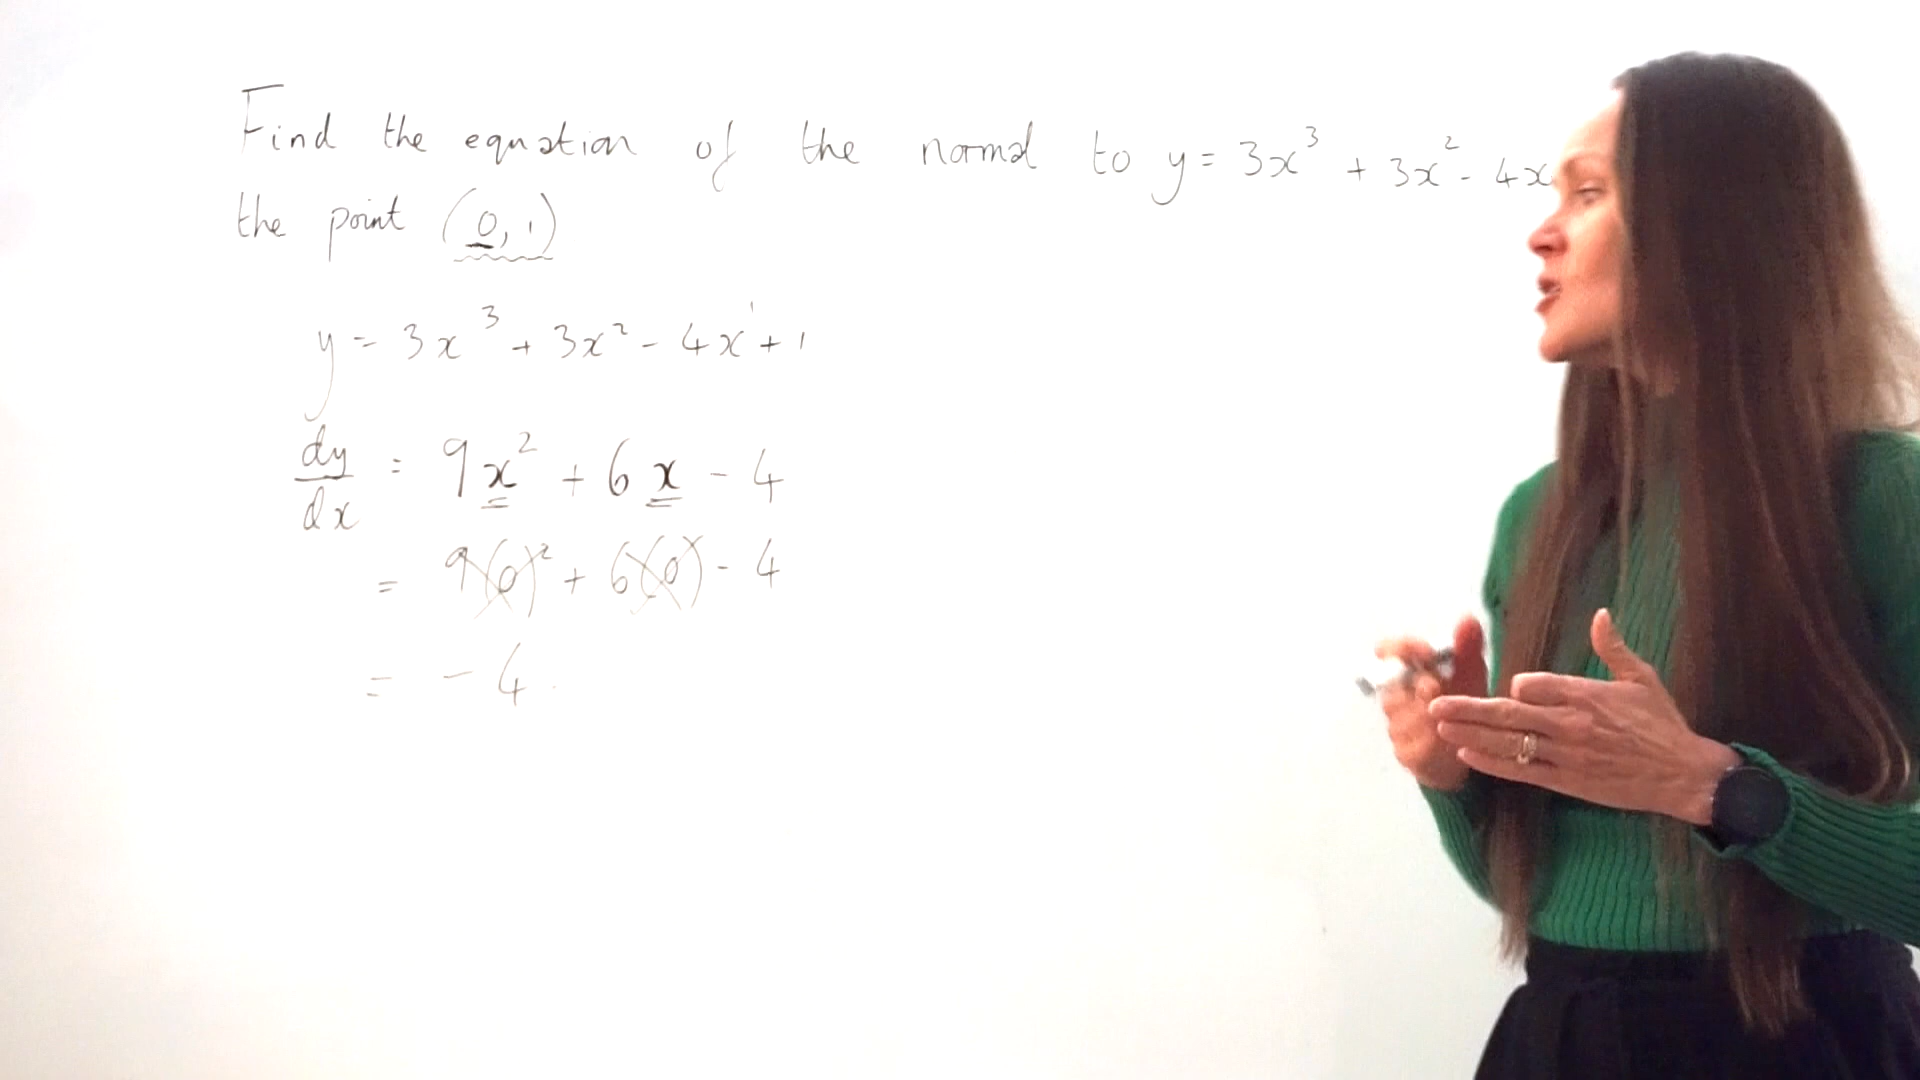 Find the equation of the normal to y = 3x³ + 3x² - 4x
the point (0, 1)
y = 3x³ + 3x² - 4x¹ + 1
dy/dx = 9x² + 6x - 4
= 9(0)² + 6(0) - 4
= -4.